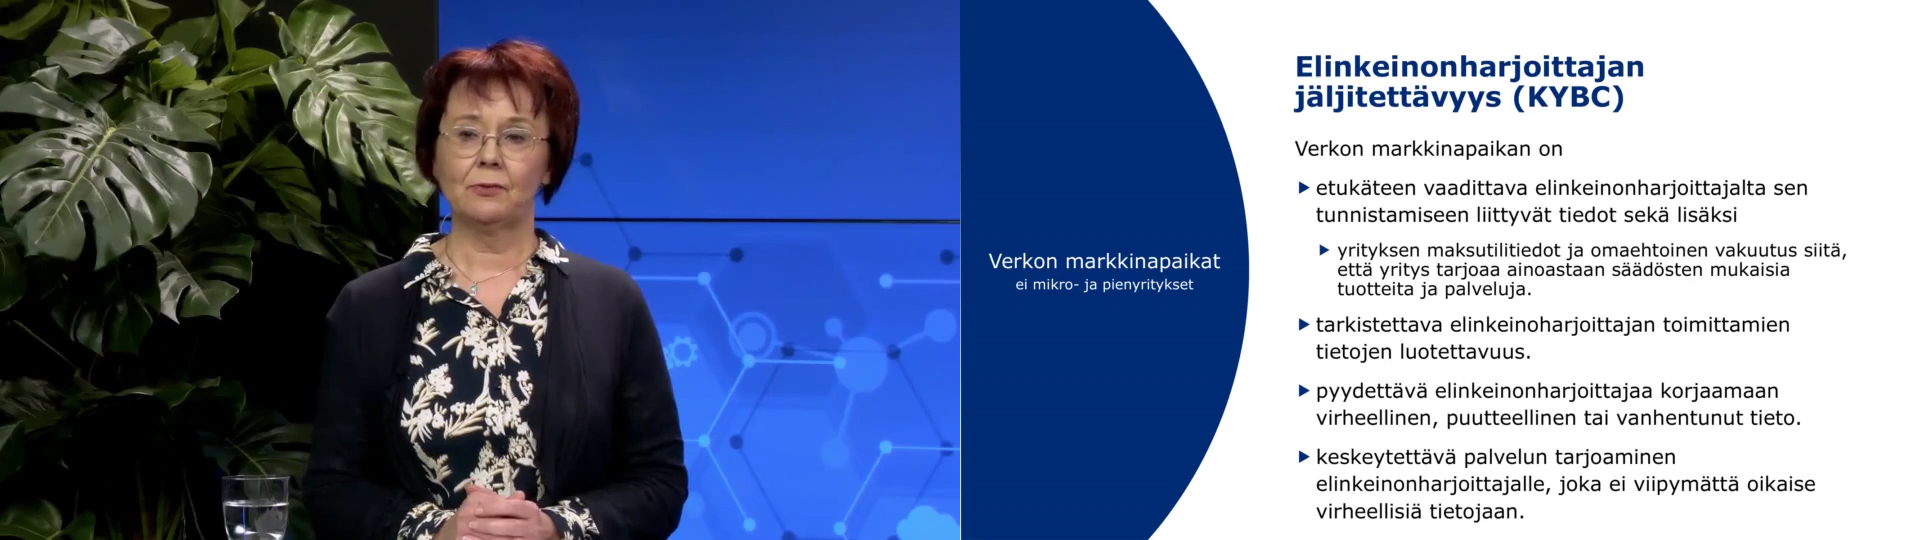 Verkon markkinapaikat
ei mikro- ja pienyritykset
Elinkeinonharjoittajan
jäljitettävyys (KYBC)
Verkon markkinapaikan on
etukäteen vaadittava elinkeinonharjoittajalta sen
tunnistamiseen liittyvät tiedot sekä lisäksi
yrityksen maksutilitiedot ja omaehtoinen vakuutus siitä,
että yritys tarjoaa ainoastaan säädösten mukaisia
tuotteita ja palveluja.
tarkistettava elinkeinoharjoittajan toimittamien
tietojen luotettavuus.
pyydettävä elinkeinonharjoittajaa korjaamaan
virheellinen, puutteellinen tai vanhentunut tieto.
keskeytettävä palvelun tarjoaminen
elinkeinonharjoittajalle, joka ei viipymättä oikaise
virheellisiä tietojaan.